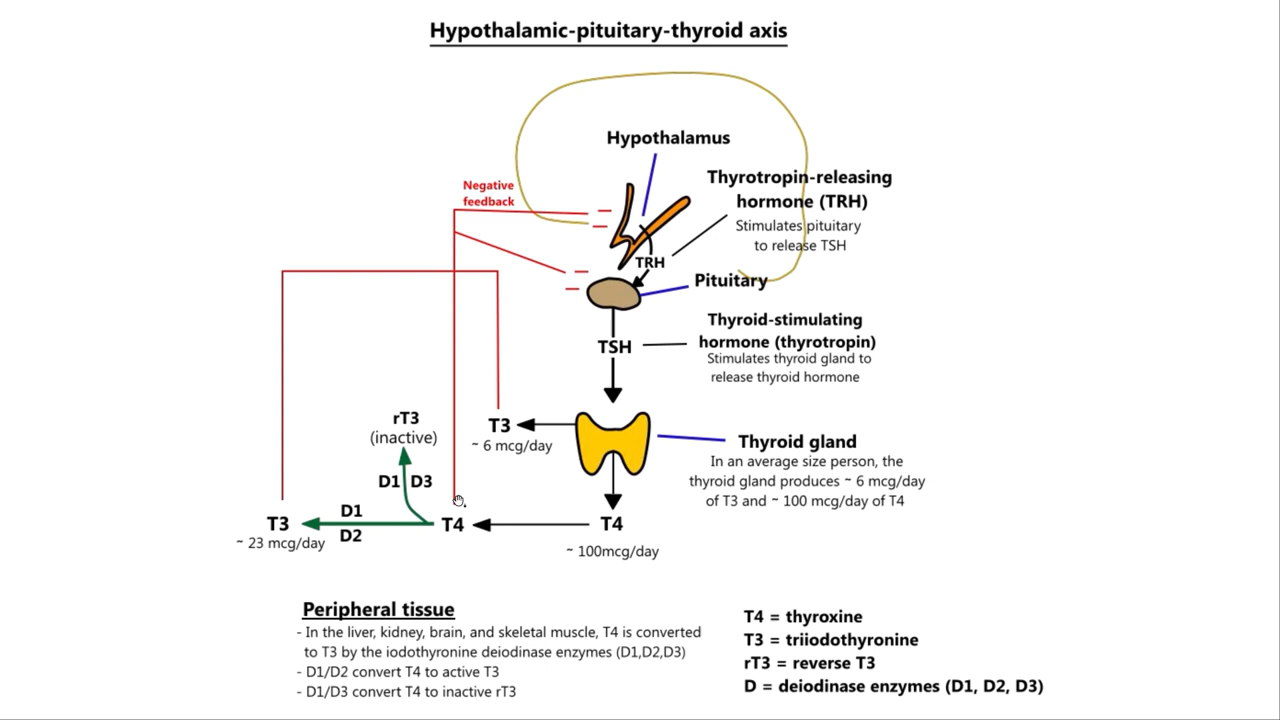 Hypothalamic-pituitary-thyroid axis
Hypothalamus
Negative
feedback
Thyrotropin-releasing
hormone (TRH)
Stimulates pituitary
to release TSH
TRH
Pituitary
Thyroid-stimulating
hormone (thyrotropin)
Stimulates thyroid gland to
release thyroid hormone
TSH
rT3
(inactive)
T3
~ 6 mcg/day
Thyroid gland
In an average size person, the
thyroid gland produces ~ 6 mcg/day
of T3 and ~ 100 mcg/day of T4
D1 D3
D1
D2
T3
~ 23 mcg/day
T4
T4
~ 100mcg/day
Peripheral tissue
- In the liver, kidney, brain, and skeletal muscle, T4 is converted
to T3 by the iodothyronine deiodinase enzymes (D1,D2,D3)
- D1/D2 convert T4 to active T3
- D1/D3 convert T4 to inactive rT3
T4 = thyroxine
T3 = triiodothyronine
rT3 = reverse T3
D = deiodinase enzymes (D1, D2, D3)